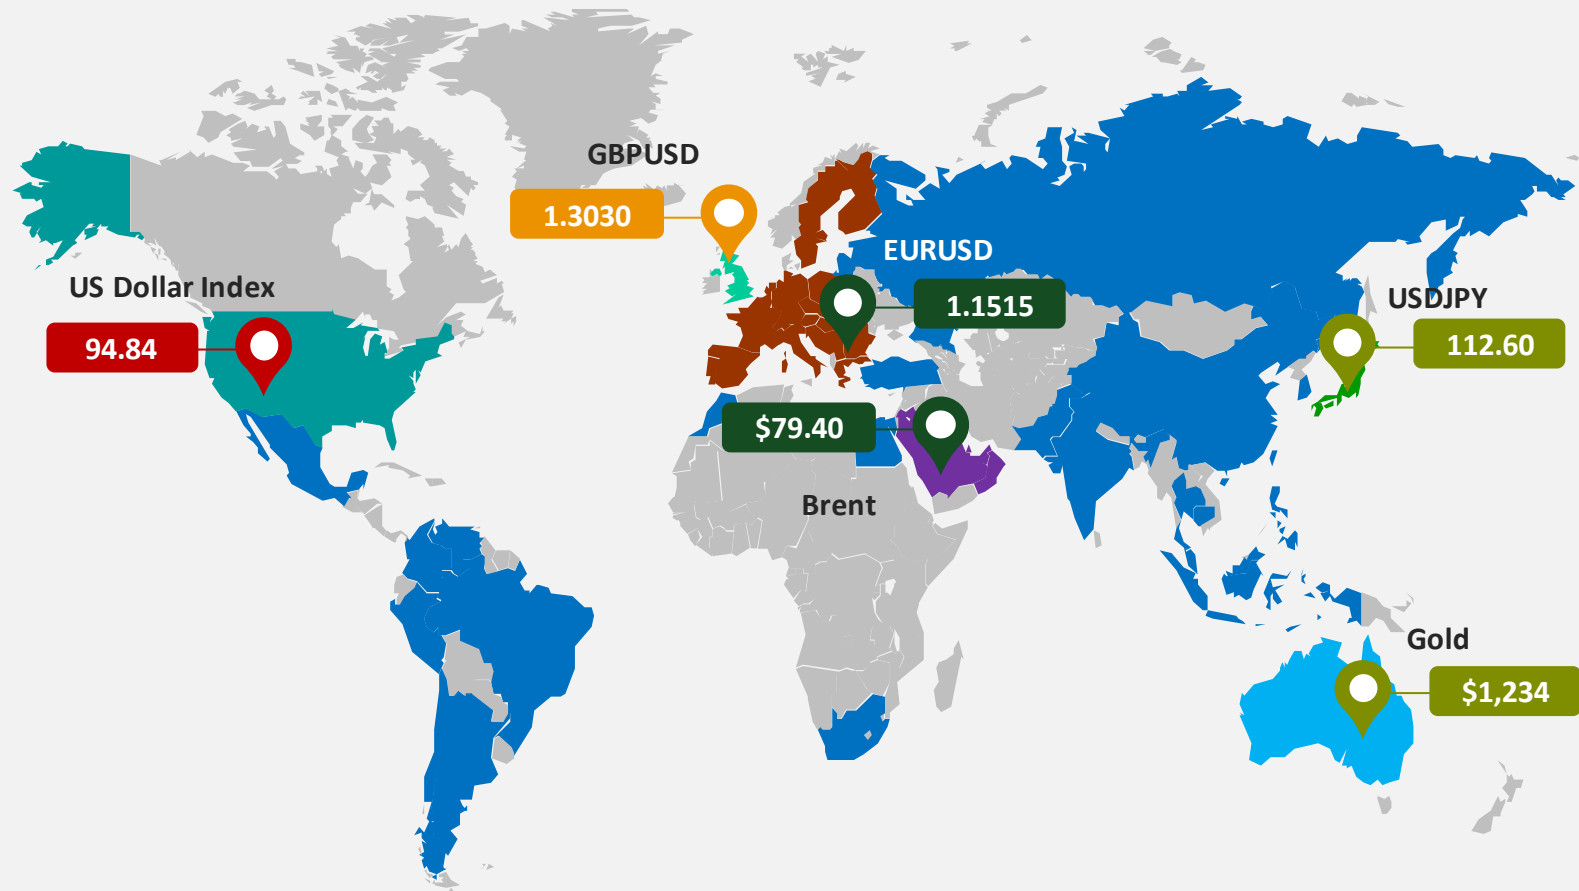 GBPUSD
1.3030
EURUSD
1.1515
US Dollar Index
94.84
USDJPY
112.60
$79.40
Brent
Gold
$1,234